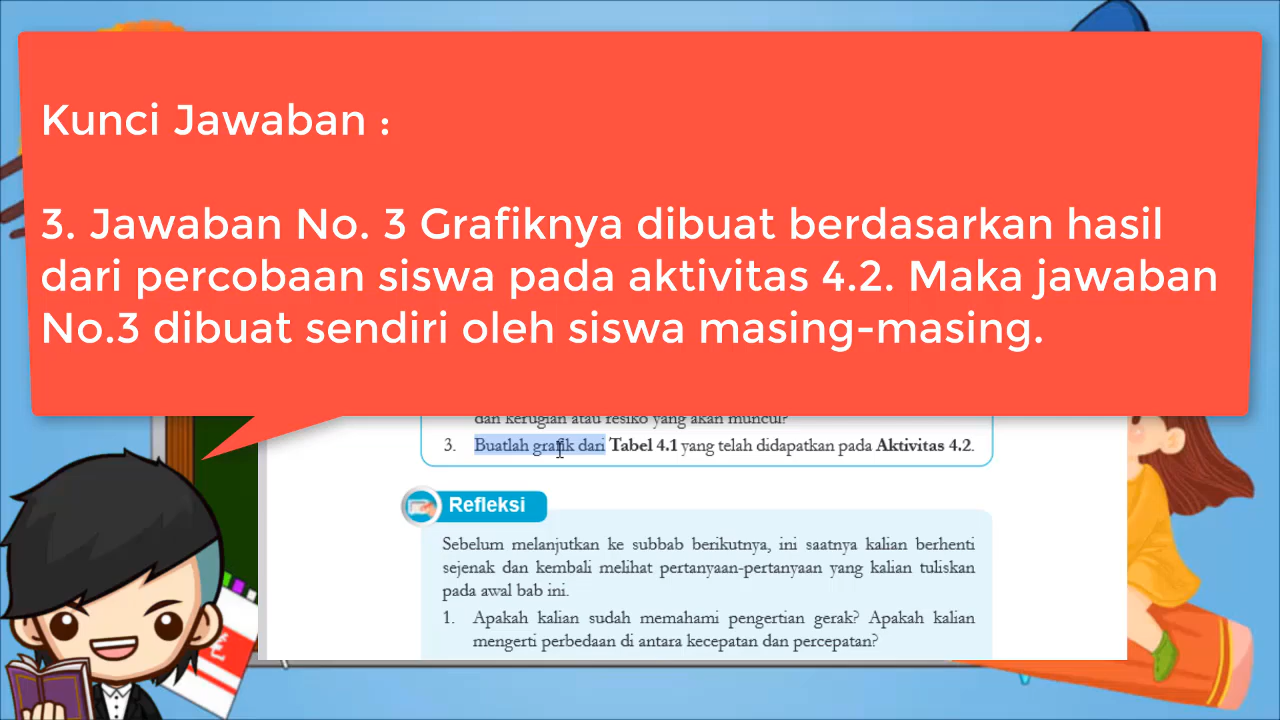 Kunci Jawaban :
3. Jawaban No. 3 Grafiknya dibuat berdasarkan hasil
dari percobaan siswa pada aktivitas 4.2. Maka jawaban
No.3 dibuat sendiri oleh siswa masing-masing.
dan kerugian atau resiko yang akan muncul?
3. Buatlah grafik dari Tabel 4.1 yang telah didapatkan pada Aktivitas 4.2.
Refleksi
Sebelum melanjutkan ke subbab berikutnya, ini saatnya kalian berhenti
sejenak dan kembali melihat pertanyaan-pertanyaan yang kalian tuliskan
pada awal bab ini.
1. Apakah kalian sudah memahami pengertian gerak? Apakah kalian
mengerti perbedaan di antara kecepatan dan percepatan?